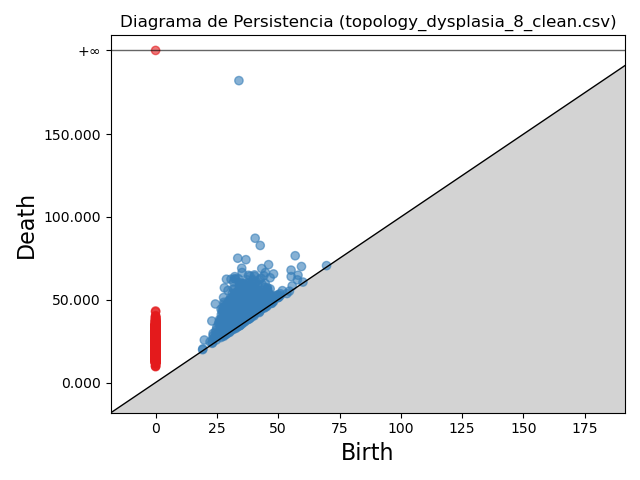 Diagrama de Persistencia (topology_dysplasia_8_clean.csv)
+∞
150.000
100.000
50.000
0.000
Death
0 25 50 75 100 125 150 175
Birth